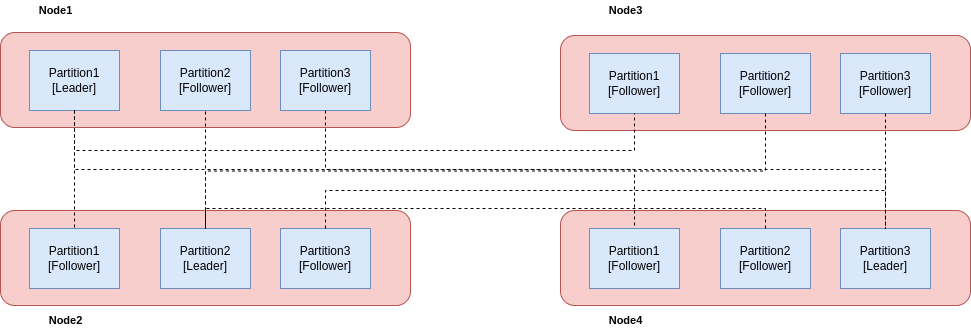 Node1
Partition1
[Leader]
Partition2
[Follower]
Partition3
[Follower]
Node3
Partition1
[Follower]
Partition2
[Follower]
Partition3
[Follower]
Partition1
[Follower]
Partition2
[Leader]
Partition3
[Follower]
Node2
Partition1
[Follower]
Partition2
[Follower]
Partition3
[Leader]
Node4